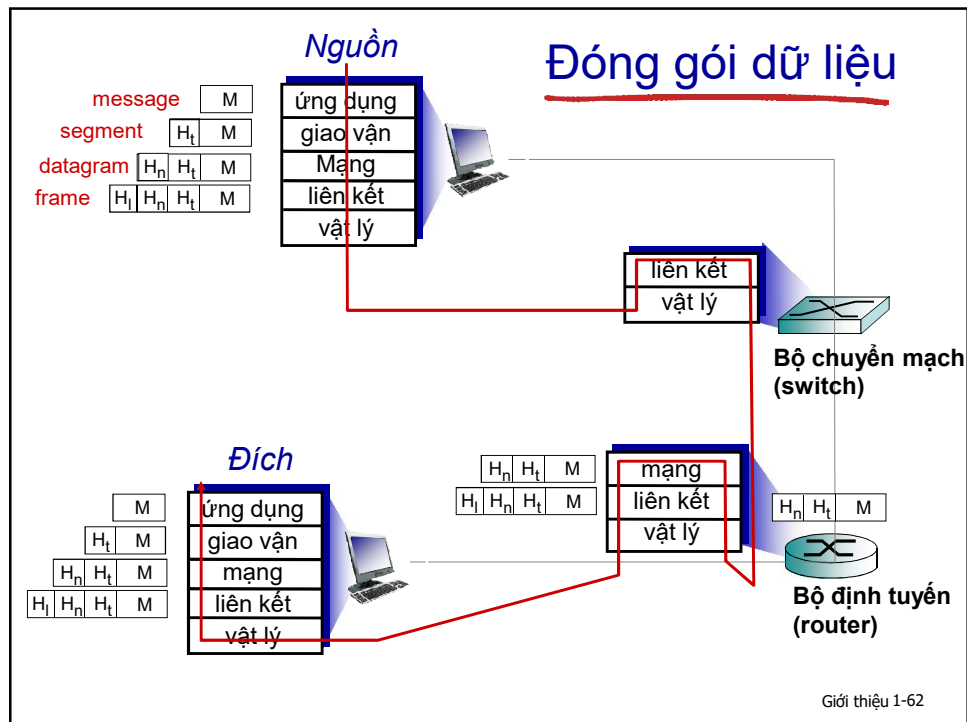 Nguồn
Đóng gói dữ liệu
message M
segment Ht M
datagram Hn Ht M
frame Hl Hn Ht M
ứng dụng
giao vận
Mạng
liên kết
vật lý
liên kết
vật lý
Bộ chuyển mạch
(switch)
Đích
M
Ht M
Hn Ht M
Hl Hn Ht M
ứng dụng
giao vận
mạng
liên kết
vật lý
Hn Ht M
Hl Hn Ht M
mạng
liên kết
vật lý
Hn Ht M
Bộ định tuyến
(router)
Giới thiệu 1-62